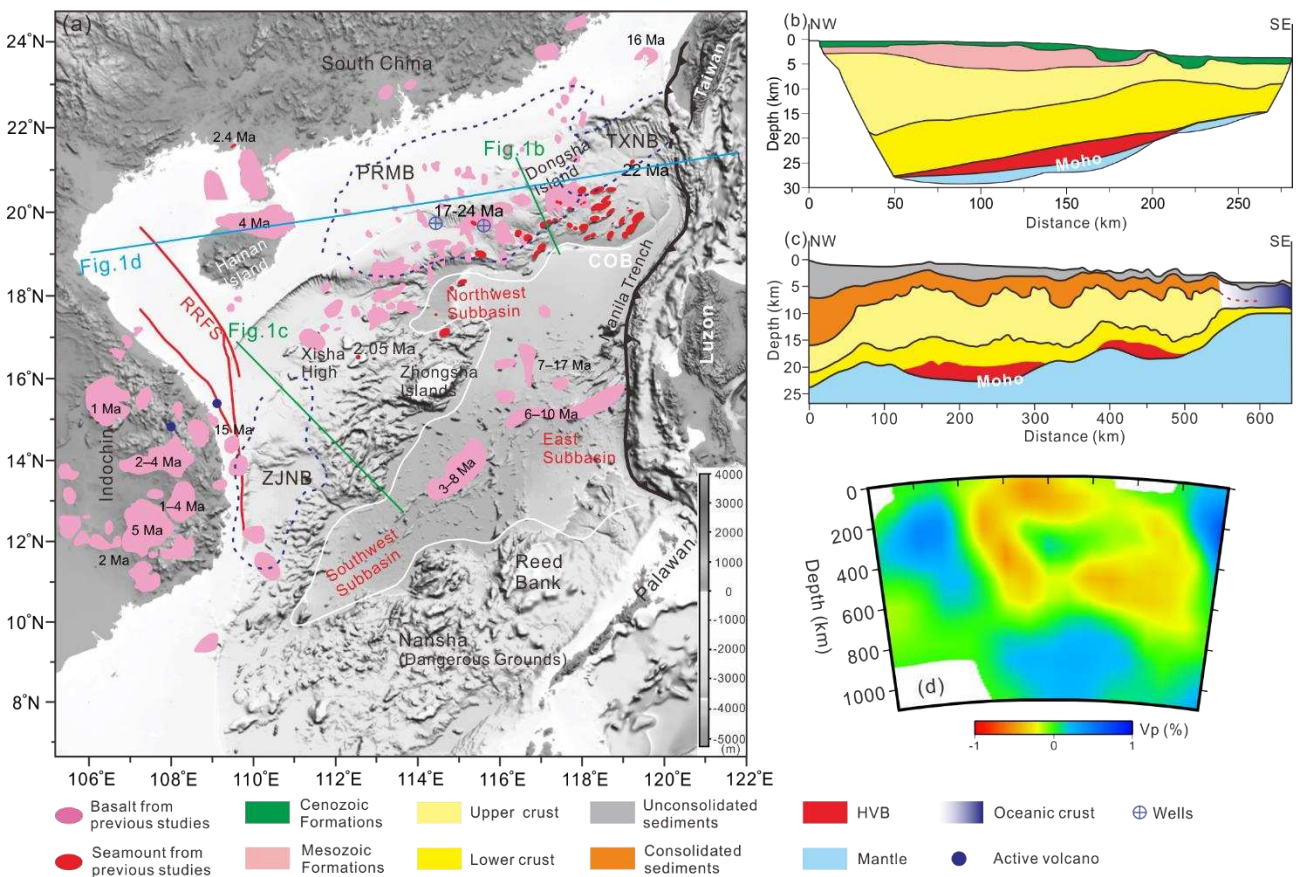 (a)
24°N
22°N
20°N
18°N
16°N
14°N
12°N
10°N
8°N
106°E
108°E
110°E
112°E
114°E
116°E
118°E
120°E
122°E
South China
16 Ma
Taiwan
2.4 Ma
PRMB
Fig.1b
Dongsha
Island
TXNB
22 Ma
17-24 Ma
4 Ma
Hainan
Island
Fig.1d
COB
Manila Trench
Northwest
Subbasin
RRFS
Fig.1c
Xisha
High
2.05 Ma
Zhongsha
Islands
7–17 Ma
Luzon
1 Ma
6–10 Ma
15 Ma
Indochin
East
Subbasin
2–4 Ma
ZJNB
3–8 Ma
1–4 Ma
5 Ma
2 Ma
Southwest
Subbasin
Reed
Bank
Palawan
Nansha
(Dangerous Grounds)
4000
3000
2000
1000
0
-1000
-2000
-3000
-4000
-5000
(m)
(b) NW
SE
0
5
10
15
20
25
30
Depth (km)
Moho
0 50 100 150 200 250
Distance (km)
(c) NW
SE
0
5
10
15
20
25
Depth (km)
Moho
0 100 200 300 400 500 600
Distance (km)
0
200
400
600
800
1000
Depth (km)
(d)
-1 0 1
Vp (%)
Basalt from
previous studies
Cenozoic
Formations
Upper crust
Unconsolidated
sediments
HVB
Oceanic crust
Wells
Seamount from
previous studies
Mesozoic
Formations
Lower crust
Consolidated
sediments
Mantle
Active volcano